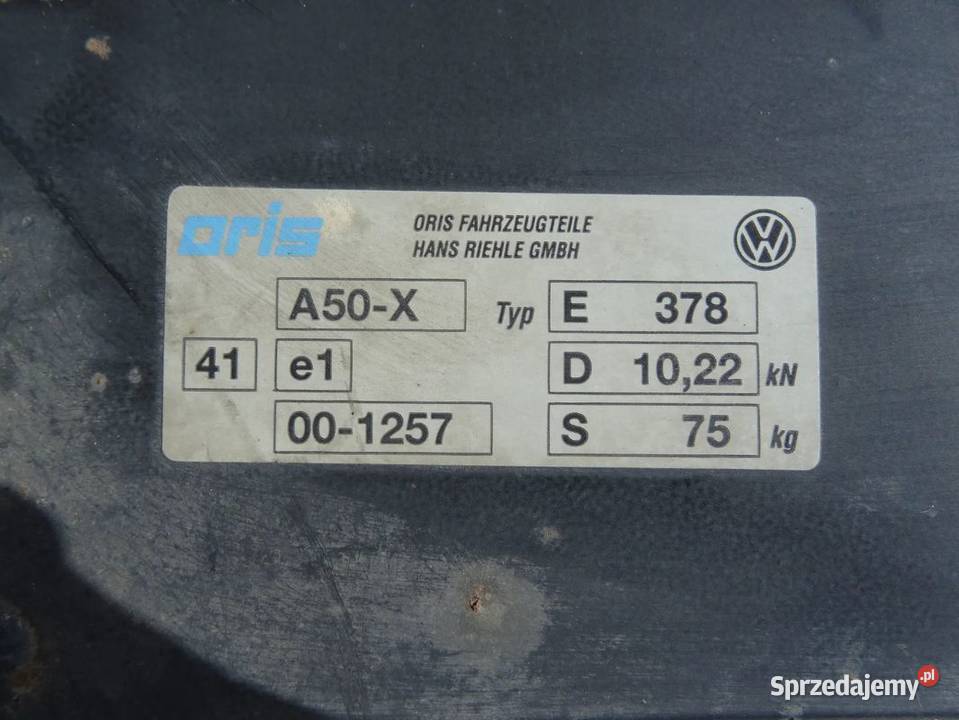 oris
ORIS FAHRZEUGTEILE
HANS RIEHLE GMBH
A50-X Typ E 378
41 e1 D 10,22 kN
00-1257 S 75 kg
Sprzedajemy.pl